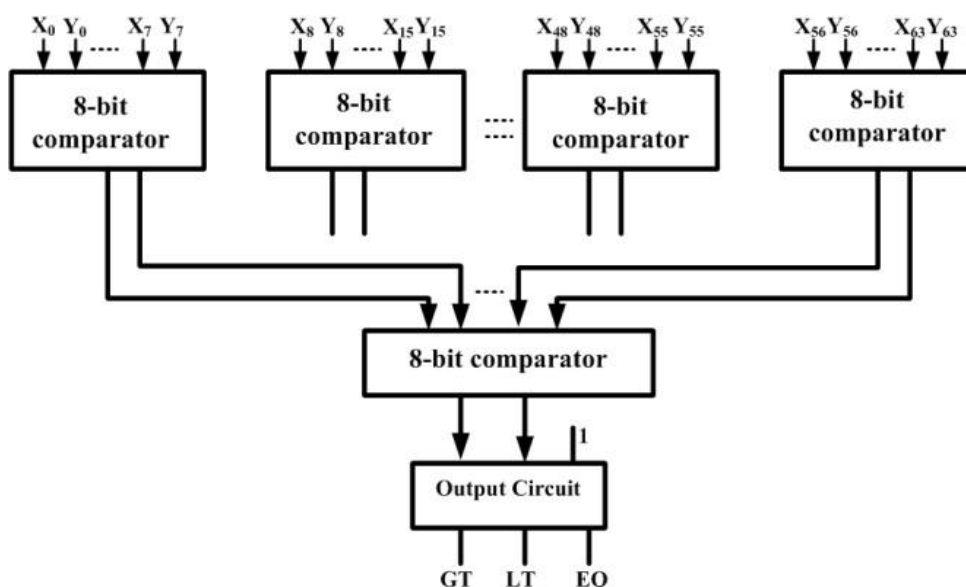 X₀ Y₀ ..... X₇ Y₇
X₈ Y₈ ..... X₁₅ Y₁₅
X₄₈ Y₄₈ ..... X₅₅ Y₅₅
X₅₆ Y₅₆ ..... X₆₃ Y₆₃
8-bit
comparator
8-bit
comparator
8-bit
comparator
8-bit
comparator
8-bit comparator
1
Output Circuit
GT LT EQ